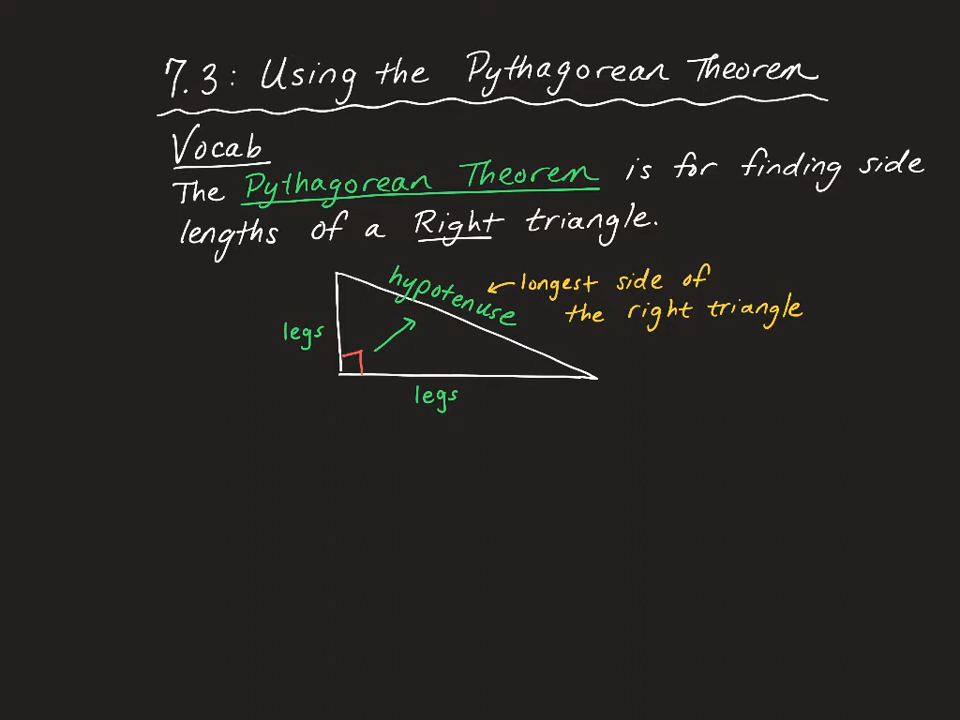 7.3: Using the Pythagorean Theorem
Vocab
The Pythagorean Theorem is for finding side
lengths of a Right triangle.
hypotenuse
longest side of
the right triangle
legs
legs